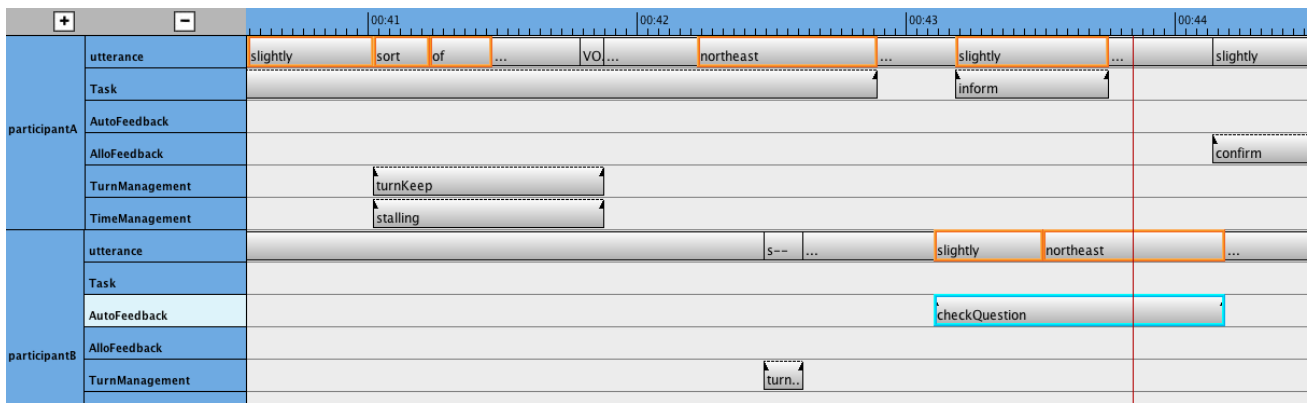 + − 00:41 00:42 00:43 00:44
utterance slightly sort of ... VO. ... northeast ... slightly ... slightly
Task inform
participantA AutoFeedback
AlloFeedback confirm
TurnManagement turnKeep
TimeManagement stalling
utterance s-- ... slightly northeast ...
Task
AutoFeedback checkQuestion
participantB AlloFeedback
TurnManagement turn..